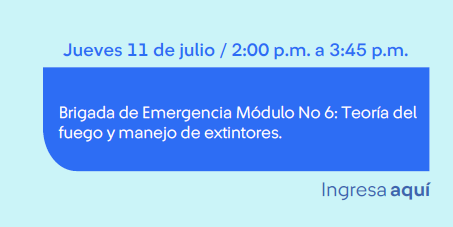 Jueves 11 de julio / 2:00 p.m. a 3:45 p.m.
Brigada de Emergencia Módulo No 6: Teoría del
fuego y manejo de extintores.
Ingresa aquí